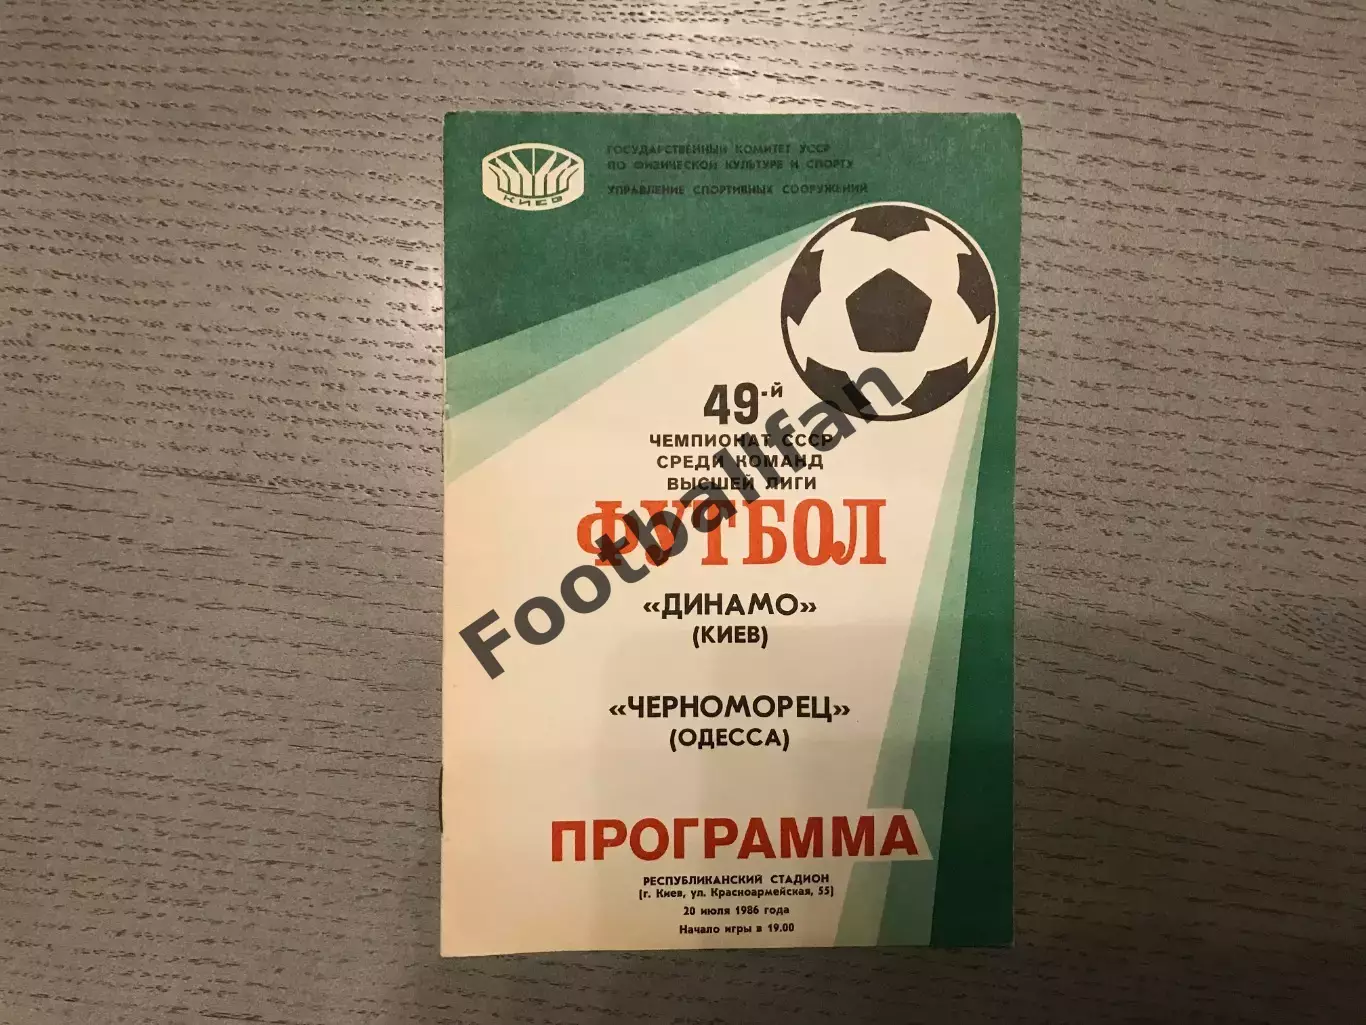 ГОСУДАРСТВЕННЫЙ КОМИТЕТ УССР
ПО ФИЗИЧЕСКОЙ КУЛЬТУРЕ И СПОРТУ
УПРАВЛЕНИЕ СПОРТИВНЫХ СООРУЖЕНИЙ
КИЕВ
49-й
ЧЕМПИОНАТ СССР
СРЕДИ КОМАНД
ВЫСШЕЙ ЛИГИ
ФУТБОЛ
Footballfan
«ДИНАМО»
(КИЕВ)
«ЧЕРНОМОРЕЦ»
(ОДЕССА)
ПРОГРАММА
РЕСПУБЛИКАНСКИЙ СТАДИОН
(г. Киев, ул. Красноармейская, 55)
20 июля 1986 года
Начало игры в 19.00